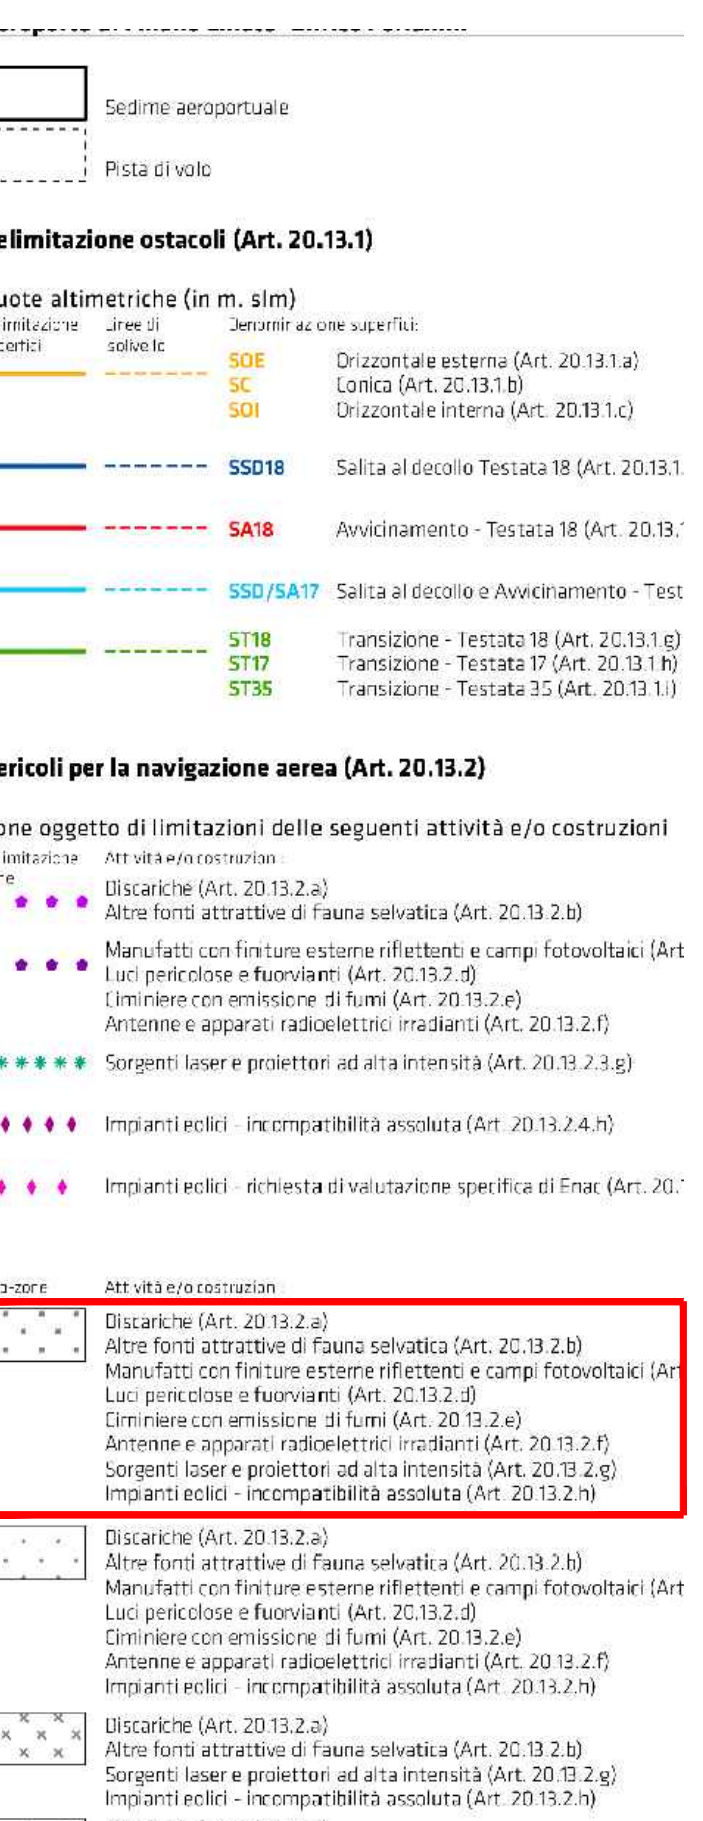 Sedime aeroportuale
Pista di volo
elimitazione ostacoli (Art. 20.13.1)
uote altimetriche (in m. slm)
imitazione Linee di Denominazione superfici:
perfici solivello
SOE Orizzontale esterna (Art. 20.13.1.a)
SC Conica (Art. 20.13.1.b)
SOI Orizzontale interna (Art. 20.13.1.c)
SSD18 Salita al decollo Testata 18 (Art. 20.13.1.
SA18 Avvicinamento - Testata 18 (Art. 20.13.
SSD/SA17 Salita al decollo e Avvicinamento - Test
ST18 Transizione - Testata 18 (Art. 20.13.1.g)
ST17 Transizione - Testata 17 (Art. 20.13.1.h)
ST35 Transizione - Testata 35 (Art. 20.13.1.i)
ericoli per la navigazione aerea (Art. 20.13.2)
one oggetto di limitazioni delle seguenti attività e/o costruzioni
imitazione Attività e/o costruzioni:
ne
Discariche (Art. 20.13.2.a)
Altre fonti attrattive di fauna selvatica (Art. 20.13.2.b)
Manufatti con finiture esterne riflettenti e campi fotovoltaici (Art
Luci pericolose e fuorvianti (Art. 20.13.2.d)
Ciminiere con emissione di fumi (Art. 20.13.2.e)
Antenne e apparati radioelettrici irradianti (Art. 20.13.2.f)
Sorgenti laser e proiettori ad alta intensità (Art. 20.13.2.3.g)
Impianti eolici - incompatibilità assoluta (Art. 20.13.2.4.h)
Impianti eolici - richiesta di valutazione specifica di Enac (Art. 20.
o-zone Attività e/o costruzioni:
Discariche (Art. 20.13.2.a)
Altre fonti attrattive di fauna selvatica (Art. 20.13.2.b)
Manufatti con finiture esterne riflettenti e campi fotovoltaici (Art
Luci pericolose e fuorvianti (Art. 20.13.2.d)
Ciminiere con emissione di fumi (Art. 20.13.2.e)
Antenne e apparati radioelettrici irradianti (Art. 20.13.2.f)
Sorgenti laser e proiettori ad alta intensità (Art. 20.13.2.g)
Impianti eolici - incompatibilità assoluta (Art. 20.13.2.h)
Discariche (Art. 20.13.2.a)
Altre fonti attrattive di fauna selvatica (Art. 20.13.2.b)
Manufatti con finiture esterne riflettenti e campi fotovoltaici (Art
Luci pericolose e fuorvianti (Art. 20.13.2.d)
Ciminiere con emissione di fumi (Art. 20.13.2.e)
Antenne e apparati radioelettrici irradianti (Art. 20.13.2.f)
Impianti eolici - incompatibilità assoluta (Art. 20.13.2.h)
Discariche (Art. 20.13.2.a)
Altre fonti attrattive di fauna selvatica (Art. 20.13.2.b)
Sorgenti laser e proiettori ad alta intensità (Art. 20.13.2.g)
Impianti eolici - incompatibilità assoluta (Art. 20.13.2.h)